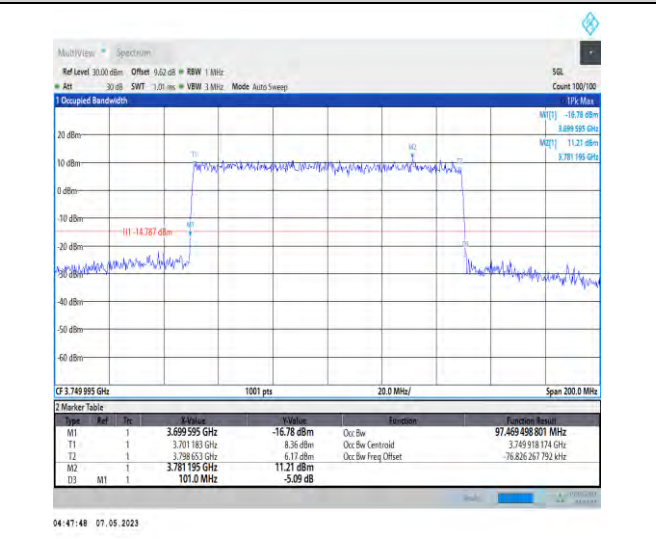 MultiView Spectrum
Ref Level 30.00 dBm Offset 9.62 dB RBW 1 MHz SGL
Att 30 dB SWT 1.01 ms VBW 3 MHz Mode Auto Sweep Count 100/100
1 Occupied Bandwidth 1Pk Max
M1[1] -16.78 dBm
3.699 595 GHz
M2[1] 11.21 dBm
3.781 195 GHz
20 dBm
T1 M2 T2
10 dBm
0 dBm
-10 dBm
M1
H1 -14.787 dBm
-20 dBm
D3
-30 dBm
-40 dBm
-50 dBm
-60 dBm
CF 3.749 995 GHz 1001 pts 20.0 MHz/ Span 200.0 MHz
2 Marker Table
Type Ref Trc X-Value Y-Value Function Function Result
M1 1 3.699 595 GHz -16.78 dBm Occ Bw 97.469 498 801 MHz
T1 1 3.701 183 GHz 8.36 dBm Occ Bw Centroid 3.749 918 174 GHz
T2 1 3.798 653 GHz 6.17 dBm Occ Bw Freq Offset -76.826 267 792 kHz
M2 1 3.781 195 GHz 11.21 dBm
D3 M1 1 101.0 MHz -5.09 dB
04:47:48 07.05.2023